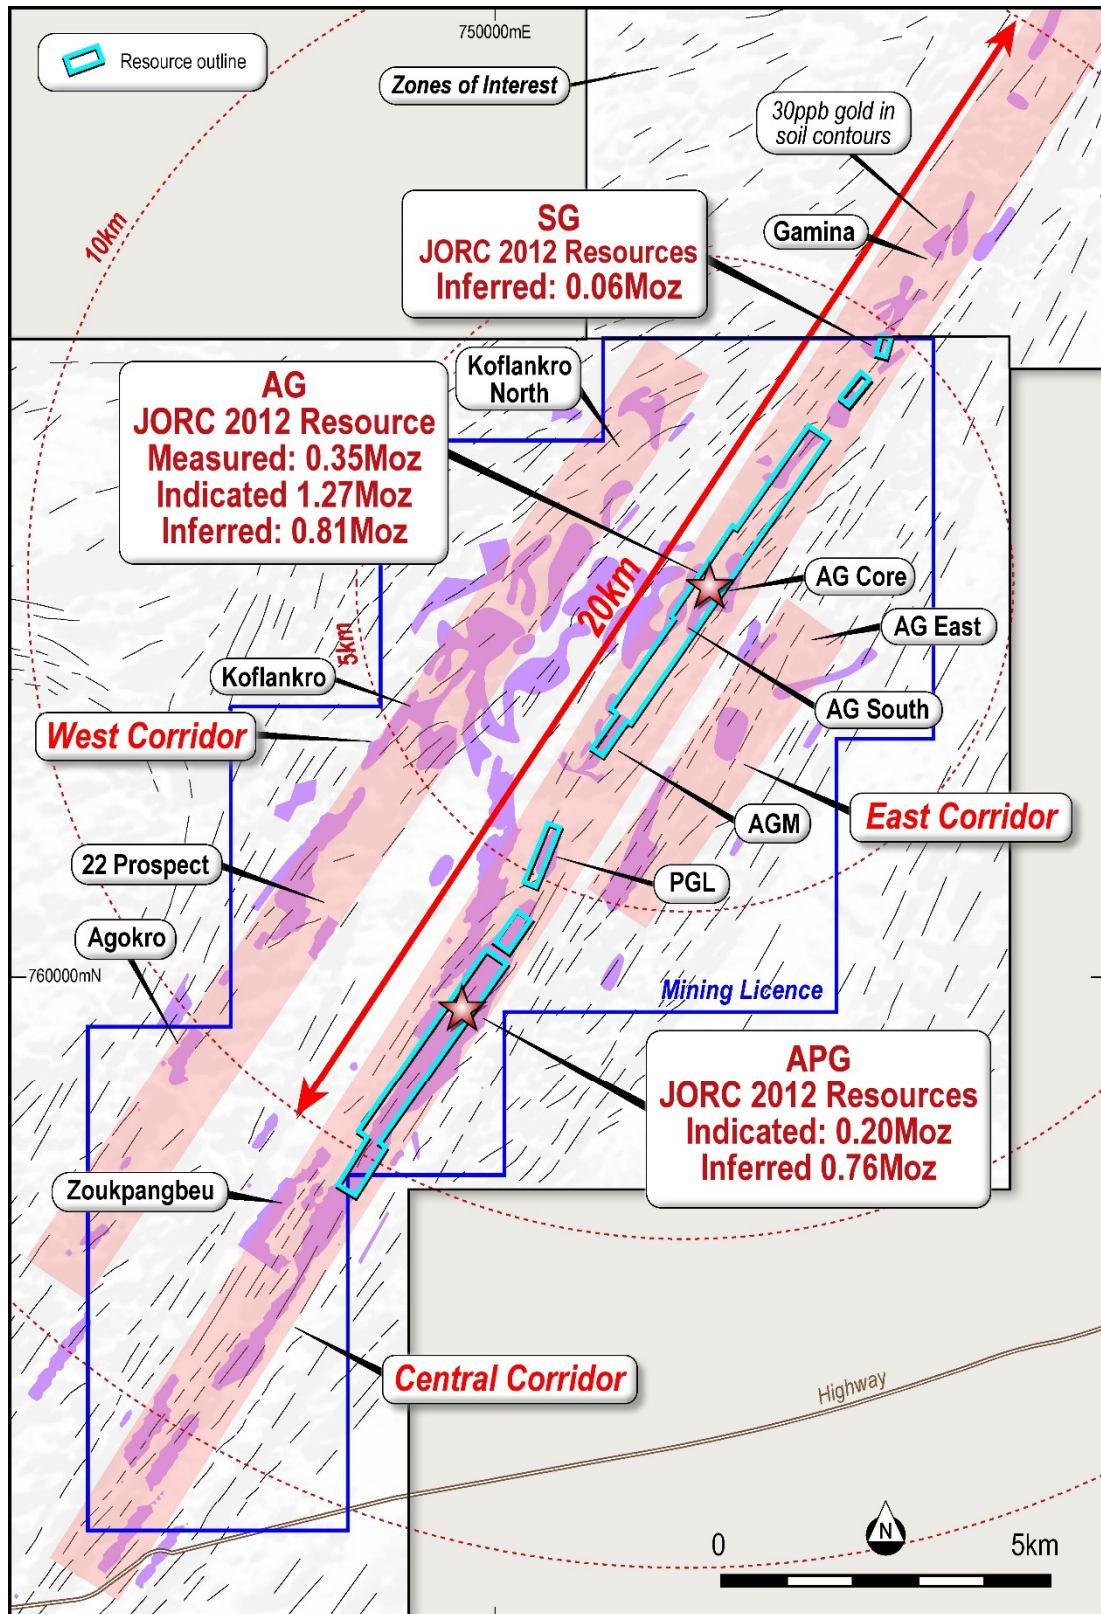 750000mE
Resource outline
Zones of Interest
30ppb gold in
soil contours
10km
SG
JORC 2012 Resources
Inferred: 0.06Moz
Gamina
Koflankro
North
AG
JORC 2012 Resource
Measured: 0.35Moz
Indicated 1.27Moz
Inferred: 0.81Moz
20km
AG Core
AG East
5km
Koflankro
AG South
West Corridor
AGM
East Corridor
22 Prospect
PGL
Agokro
760000mN
Mining Licence
APG
JORC 2012 Resources
Indicated: 0.20Moz
Inferred 0.76Moz
Zoukpangbeu
Central Corridor
Highway
N
0
5km